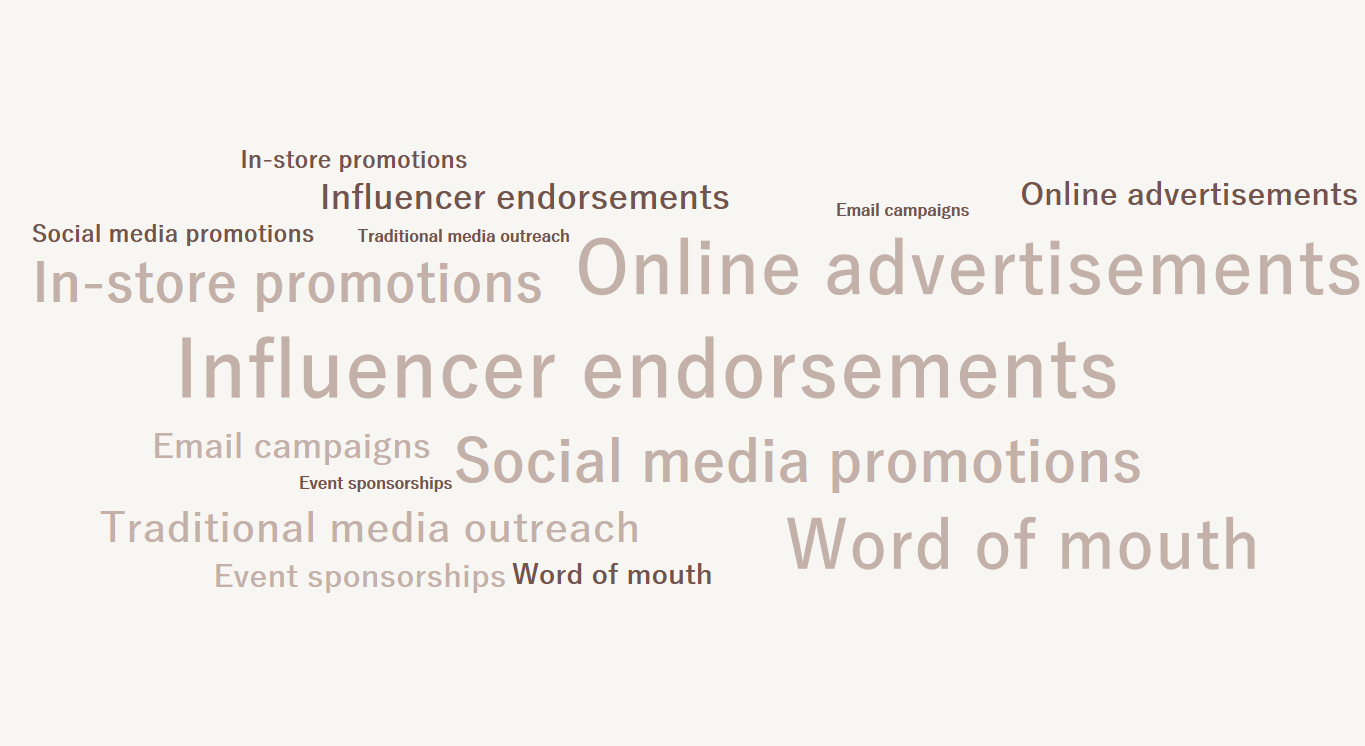 In-store promotions
Influencer endorsements
Online advertisements
Email campaigns
Social media promotions
Traditional media outreach
In-store promotions
Online advertisements
Influencer endorsements
Email campaigns
Social media promotions
Event sponsorships
Traditional media outreach
Word of mouth
Event sponsorships
Word of mouth